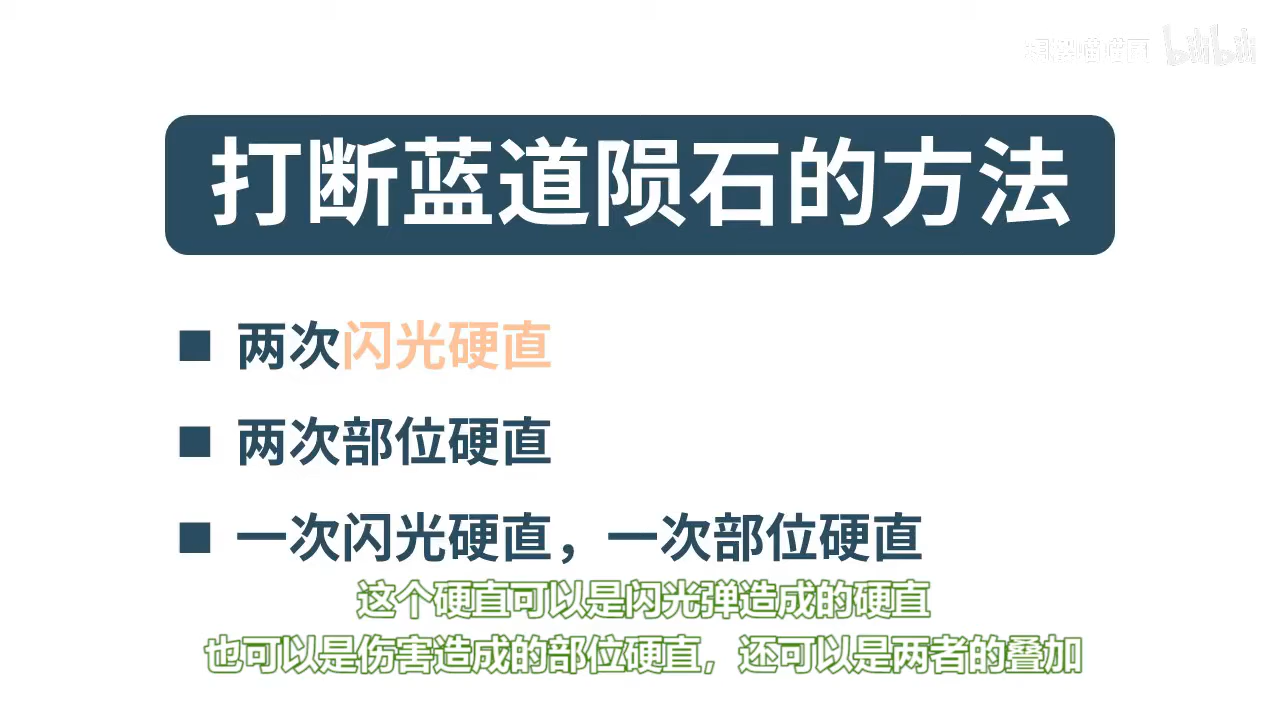 bilibili
打断蓝道陨石的方法
两次闪光硬直
两次部位硬直
一次闪光硬直，一次部位硬直
这个硬直可以是闪光弹造成的硬直
也可以是伤害造成的部位硬直，还可以是两者的叠加